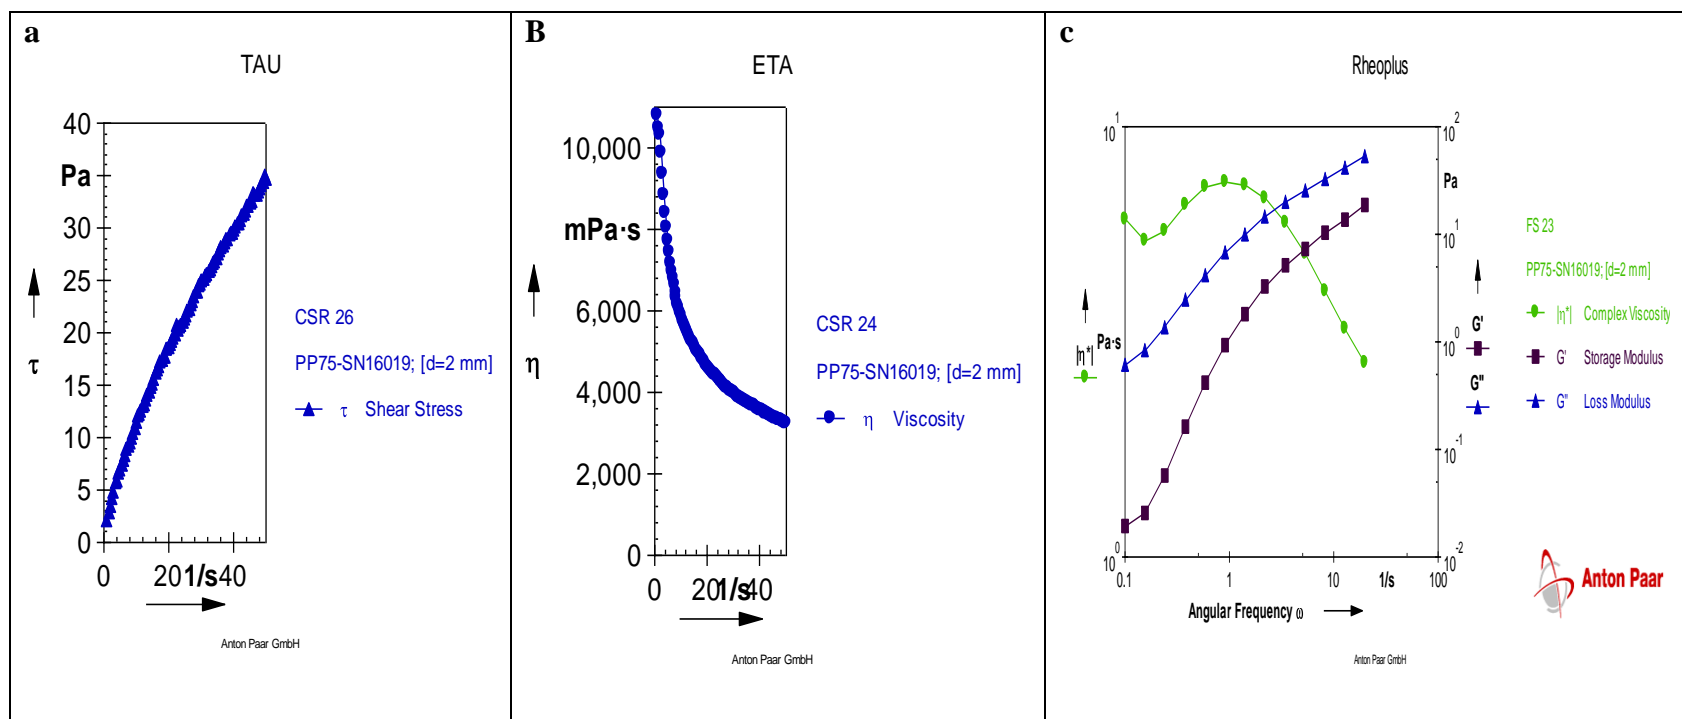 a
TAU
40
Pa
30
25
20
15
10
5
0
τ
0 20 1/s 40
CSR 26
PP75-SN16019; [d=2 mm]
τ Shear Stress
Anton Paar GmbH
B
ETA
10,000
mPa·s
6,000
4,000
2,000
0
η
0 20 1/s 40
CSR 24
PP75-SN16019; [d=2 mm]
η Viscosity
Anton Paar GmbH
c
Rheoplus
10^1
Pa·s
10^0
|η*|
10^2
Pa
10^1
10^0
10^-1
10^-2
G'
G''
0.1 1 10 1/s 100
Angular Frequency ω
FS 23
PP75-SN16019; [d=2 mm]
|η*| Complex Viscosity
G' Storage Modulus
G'' Loss Modulus
Anton Paar
Anton Paar GmbH